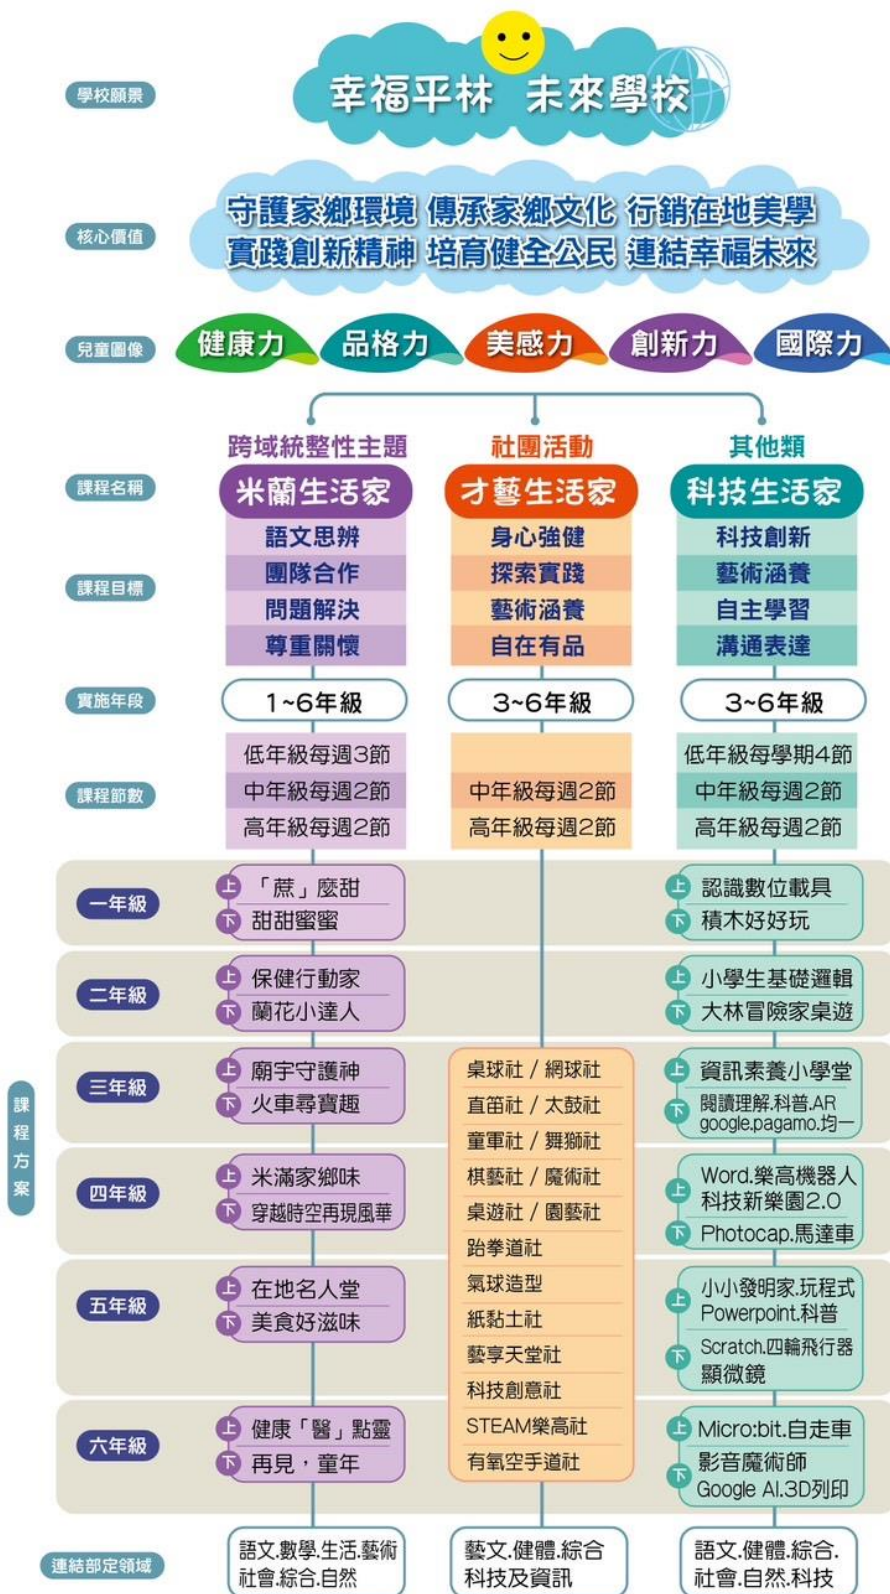 學校願景
幸福平林 未來學校
核心價值
守護家鄉環境 傳承家鄉文化 行銷在地美學
實踐創新精神 培育健全公民 連結幸福未來
兒童圖像
健康力 品格力 美感力 創新力 國際力
跨域統整性主題 社團活動 其他類
課程名稱
米蘭生活家 才藝生活家 科技生活家
課程目標
語文思辨 身心強健 科技創新
團隊合作 探索實踐 藝術涵養
問題解決 藝術涵養 自主學習
尊重關懷 自在有品 溝通表達
實施年段
1~6年級 3~6年級 3~6年級
課程節數
低年級每週3節 低年級每學期4節
中年級每週2節 中年級每週2節 中年級每週2節
高年級每週2節 高年級每週2節 高年級每週2節
課程方案
一年級
上 「蔗」麼甜
下 甜甜蜜蜜
上 認識數位載具
下 積木好好玩
二年級
上 保健行動家
下 蘭花小達人
上 小學生基礎邏輯
下 大林冒險家桌遊
三年級
上 廟宇守護神
下 火車尋寶趣
上 資訊素養小學堂
下 閱讀理解.科普.AR
google.pagamo.均一
四年級
上 米滿家鄉味
下 穿越時空再現風華
上 Word.樂高機器人
科技新樂園2.0
下 Photocap.馬達車
五年級
上 在地名人堂
下 美食好滋味
上 小小發明家.玩程式
Powerpoint.科普
下 Scratch.四輪飛行器
顯微鏡
六年級
上 健康「醫」點靈
下 再見，童年
上 Micro:bit.自走車
下 影音魔術師
Google AI.3D列印
桌球社 / 網球社
直笛社 / 太鼓社
童軍社 / 舞獅社
棋藝社 / 魔術社
桌遊社 / 園藝社
跆拳道社
氣球造型
紙黏土社
藝享天堂社
科技創意社
STEAM樂高社
有氧空手道社
連結部定領域
語文.數學.生活.藝術
社會.綜合.自然
藝文.健體.綜合
科技及資訊
語文.健體.綜合.
社會.自然.科技